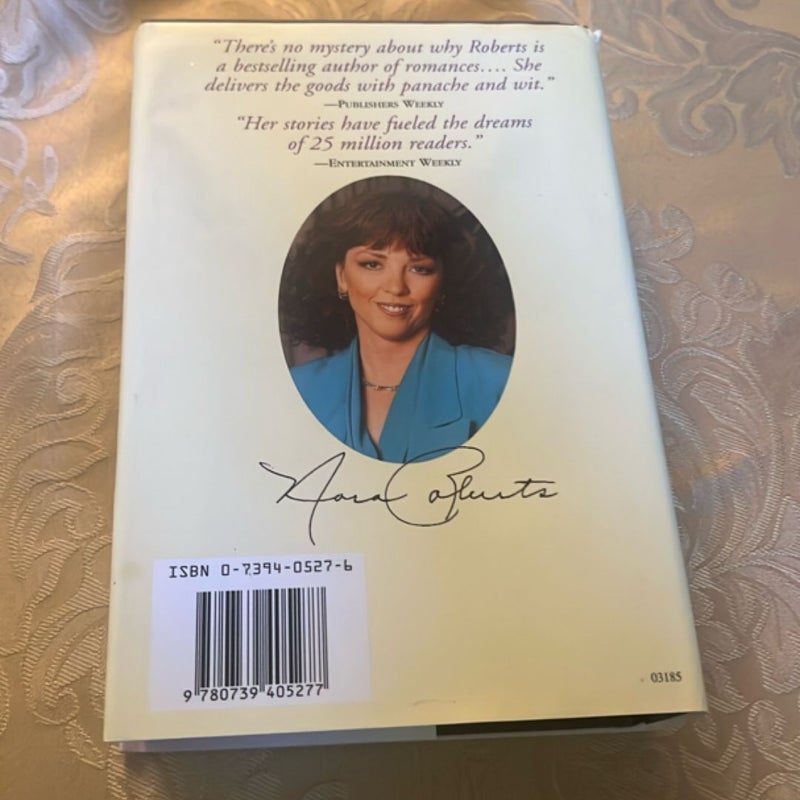 “There’s no mystery about why Roberts is
a bestselling author of romances.... She
delivers the goods with panache and wit.”
—Publishers Weekly
“Her stories have fueled the dreams
of 25 million readers.”
—Entertainment Weekly
Nora Roberts
ISBN 0-7394-0527-6
9 780739 405277
03185